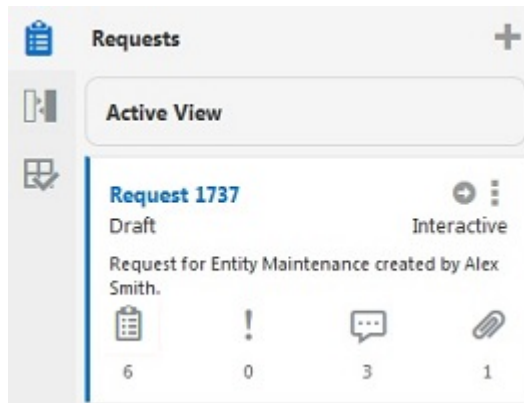 Requests
Active View
Request 1737
Draft Interactive
Request for Entity Maintenance created by Alex
Smith.
6 0 3 1